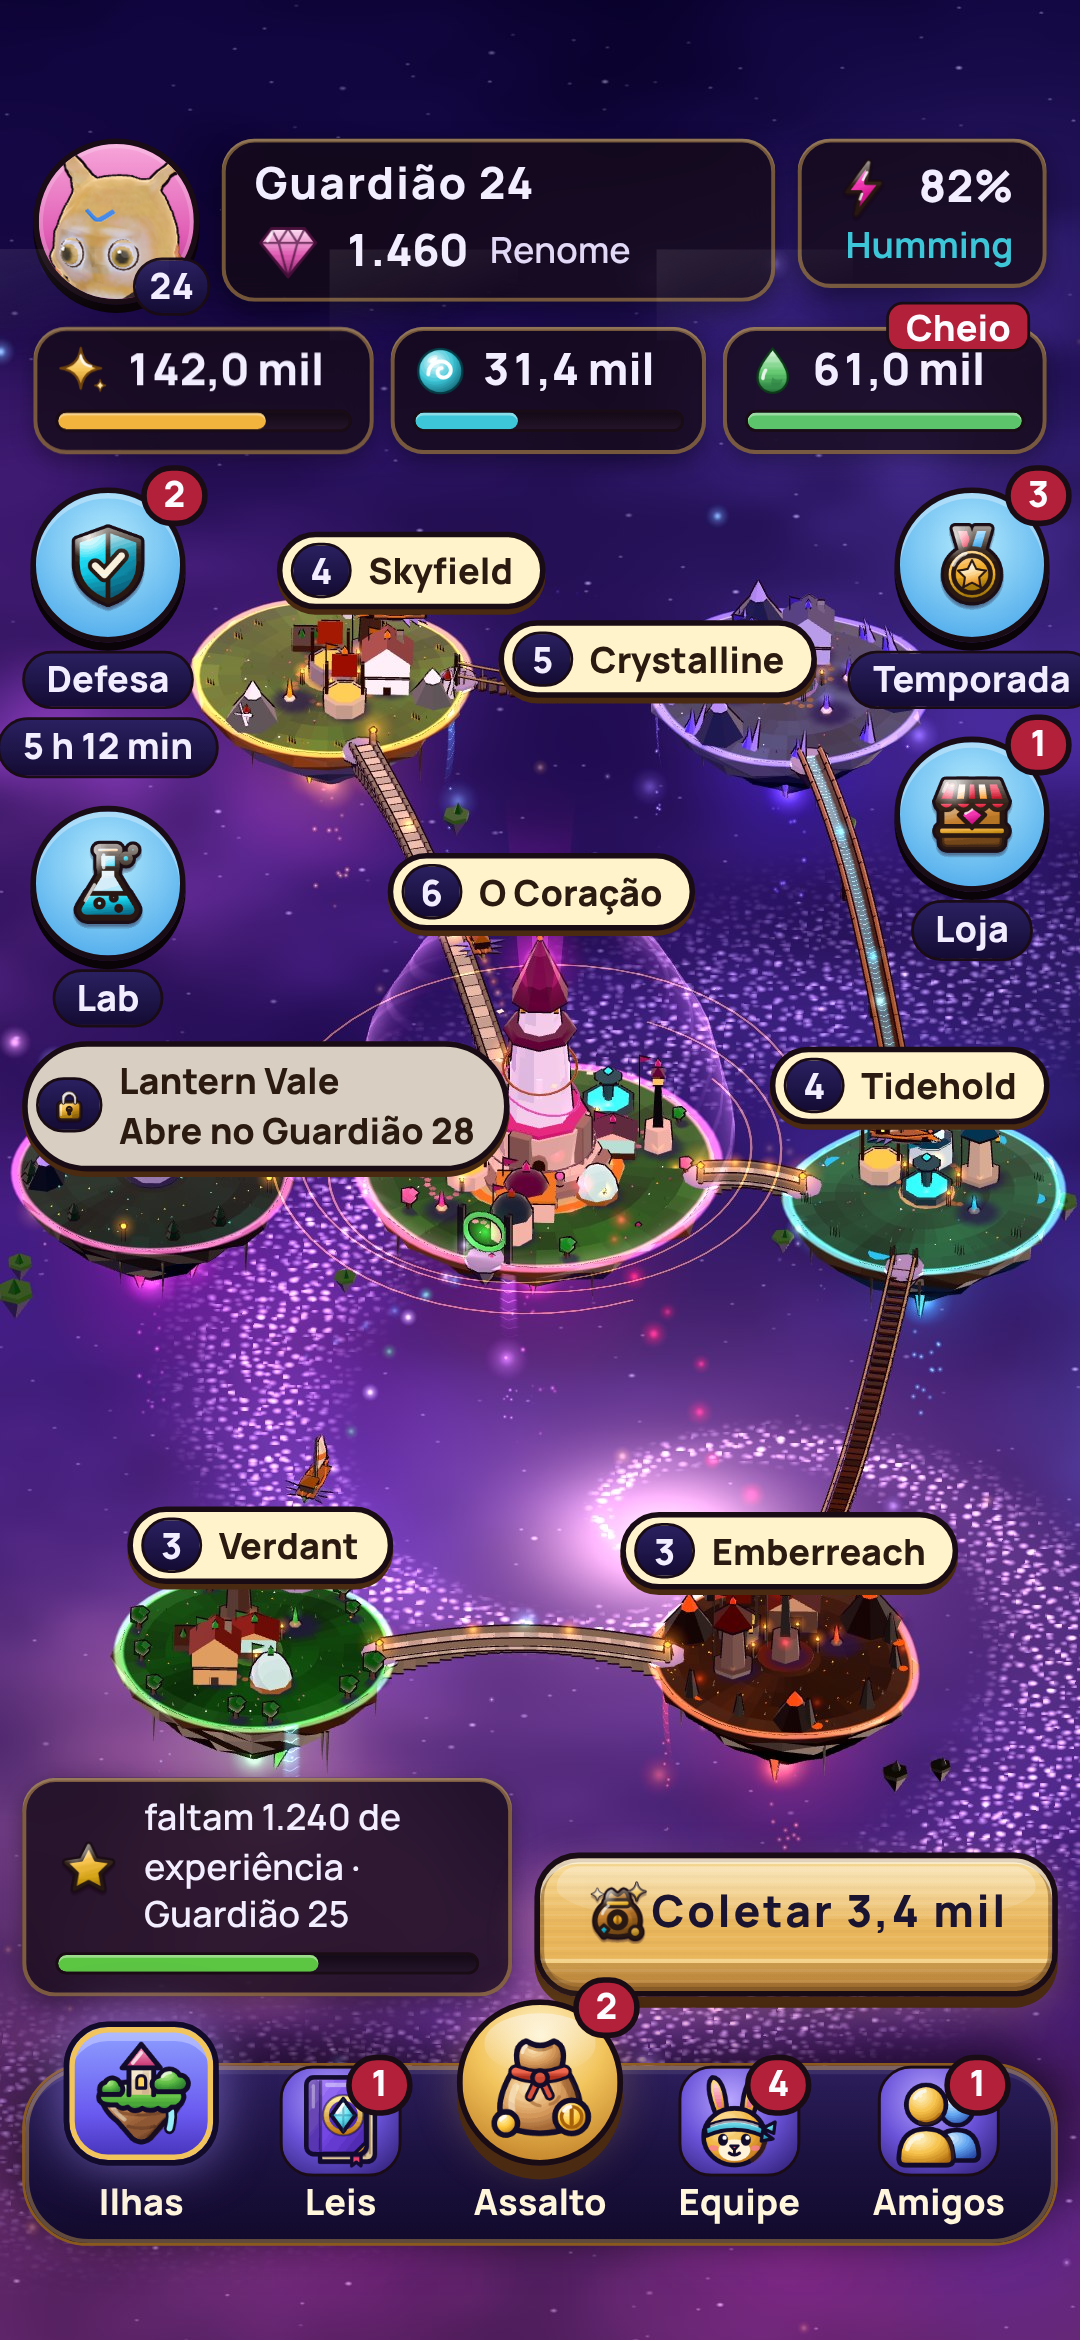 Guardião 24
1.460 Renome
24
82%
Humming
142,0 mil
31,4 mil
Cheio
61,0 mil
2
Defesa
5 h 12 min
4 Skyfield
5 Crystalline
3
Temporada
1
Loja
Lab
6 O Coração
Lantern Vale
Abre no Guardião 28
4 Tidehold
3 Verdant
3 Emberreach
faltam 1.240 de
experiência ·
Guardião 25
Coletar 3,4 mil
Ilhas
1
Leis
2
Assalto
4
Equipe
1
Amigos